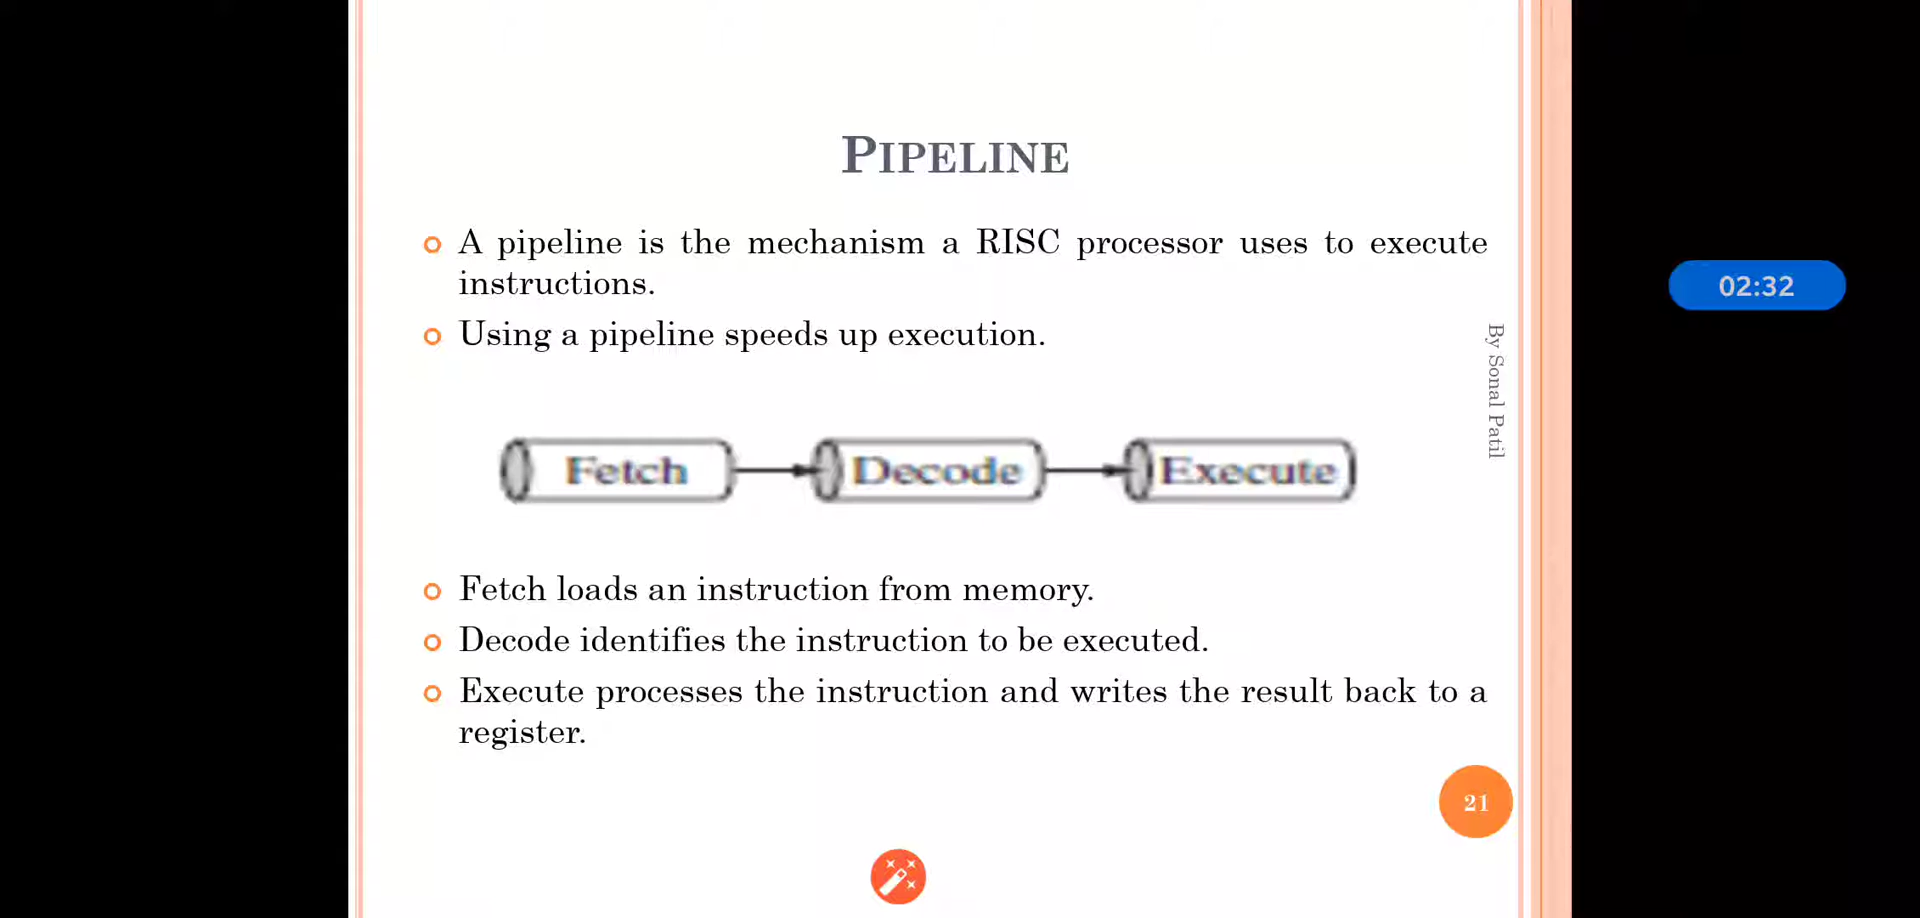 PIPELINE
A pipeline is the mechanism a RISC processor uses to execute
instructions.
Using a pipeline speeds up execution.
Fetch Decode Execute
Fetch loads an instruction from memory.
Decode identifies the instruction to be executed.
Execute processes the instruction and writes the result back to a
register.
By Sonal Patil
21
02:32